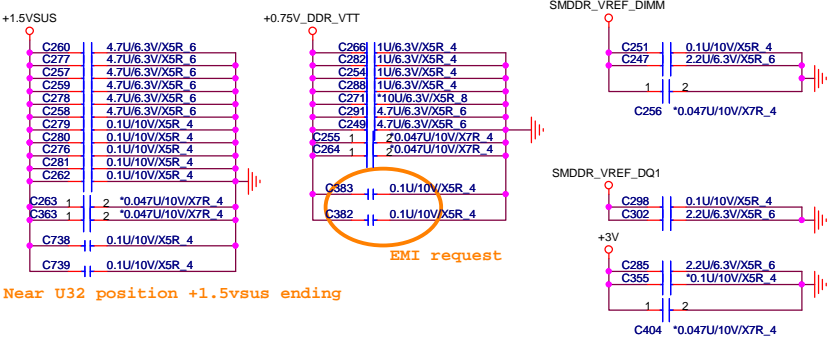 +1.5VSUS
C260 4.7U/6.3V/X5R_6
C277 4.7U/6.3V/X5R_6
C257 4.7U/6.3V/X5R_6
C259 4.7U/6.3V/X5R_6
C278 4.7U/6.3V/X5R_6
C258 4.7U/6.3V/X5R_6
C279 0.1U/10V/X5R_4
C280 0.1U/10V/X5R_4
C276 0.1U/10V/X5R_4
C281 0.1U/10V/X5R_4
C262 0.1U/10V/X5R_4
C263 1 2 *0.047U/10V/X7R_4
C363 1 2 *0.047U/10V/X7R_4
C738 0.1U/10V/X5R_4
C739 0.1U/10V/X5R_4
Near U32 position +1.5vsus ending
+0.75V_DDR_VTT
C266 1U/6.3V/X5R_4
C282 1U/6.3V/X5R_4
C254 1U/6.3V/X5R_4
C288 1U/6.3V/X5R_4
C271 *10U/6.3V/X5R_8
C291 4.7U/6.3V/X5R_6
C249 4.7U/6.3V/X5R_6
C255 1 2 *0.047U/10V/X7R_4
C264 1 2 *0.047U/10V/X7R_4
C383 0.1U/10V/X5R_4
C382 0.1U/10V/X5R_4
EMI request
SMDDR_VREF_DIMM
C251 0.1U/10V/X5R_4
C247 2.2U/6.3V/X5R_6
1 2
C256 *0.047U/10V/X7R_4
SMDDR_VREF_DQ1
C298 0.1U/10V/X5R_4
C302 2.2U/6.3V/X5R_6
+3V
C285 2.2U/6.3V/X5R_6
C355 *0.1U/10V/X5R_4
1 2
C404 *0.047U/10V/X7R_4